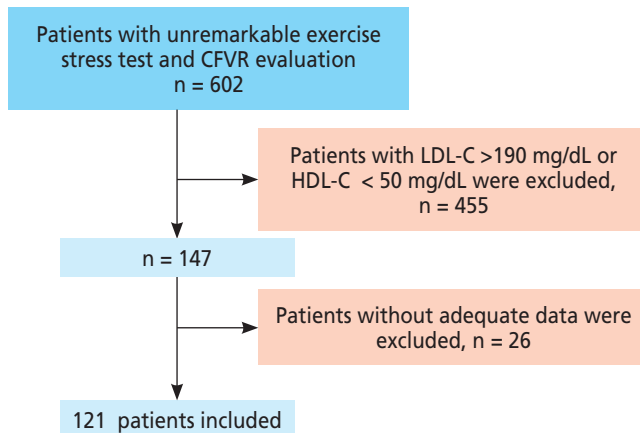 Patients with unremarkable exercise
stress test and CFVR evaluation
n = 602
Patients with LDL-C >190 mg/dL or
HDL-C < 50 mg/dL were excluded,
n = 455
n = 147
Patients without adequate data were
excluded, n = 26
121 patients included